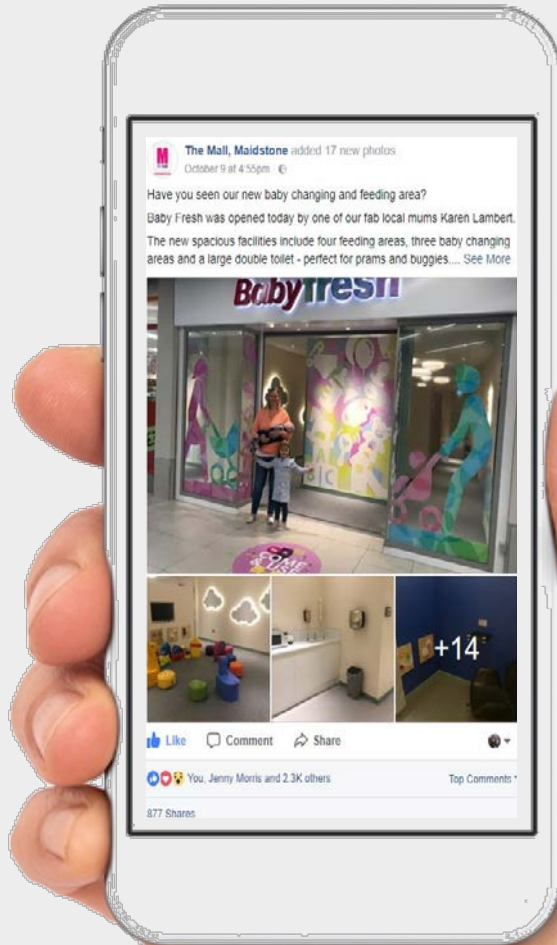 The Mall, Maidstone added 17 new photos
October 9 at 4:55pm
Have you seen our new baby changing and feeding area?
Baby Fresh was opened today by one of our fab local mums Karen Lambert.
The new spacious facilities include four feeding areas, three baby changing
areas and a large double toilet - perfect for prams and buggies.... See More
Babyfresh
COME
& USE
+14
Like Comment Share
You, Jenny Morris and 2.3K others Top Comments
877 Shares